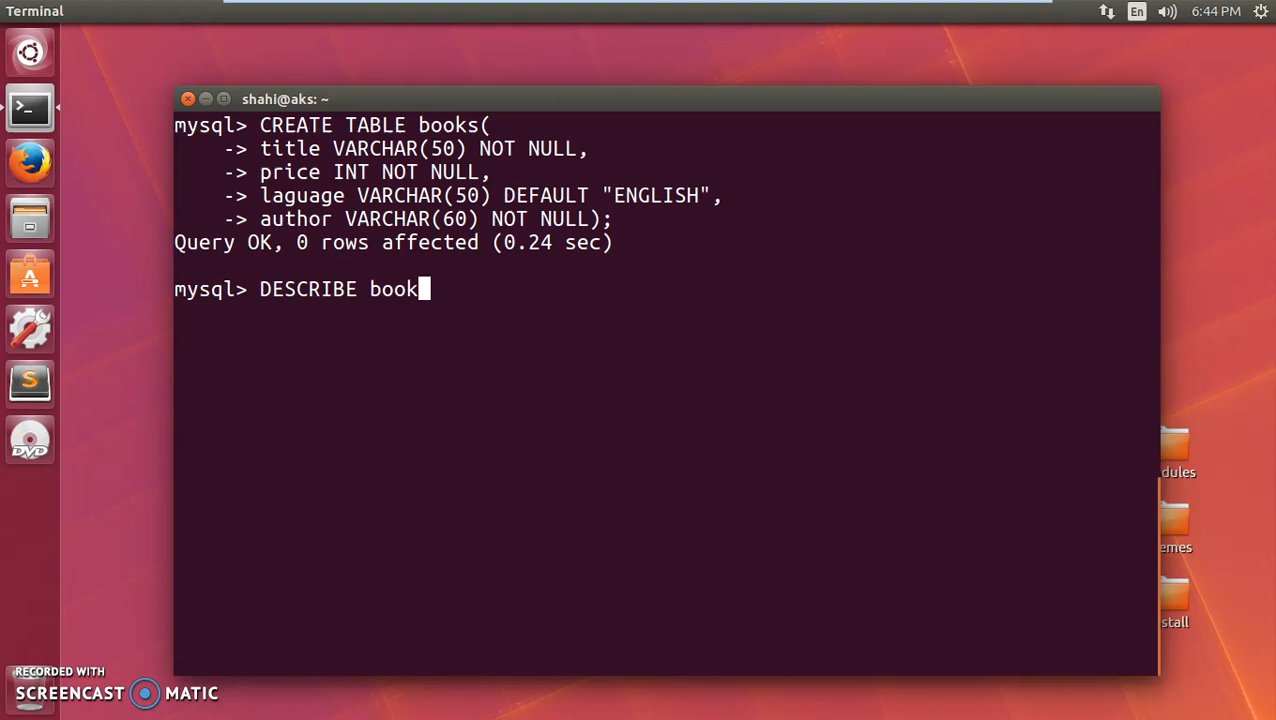 Terminal
En
6:44 PM
shahi@aks: ~
mysql> CREATE TABLE books(
-> title VARCHAR(50) NOT NULL,
-> price INT NOT NULL,
-> laguage VARCHAR(50) DEFAULT "ENGLISH",
-> author VARCHAR(60) NOT NULL);
Query OK, 0 rows affected (0.24 sec)
mysql> DESCRIBE book
dules
emes
stall
DVD
RECORDED WITH
SCREENCAST MATIC